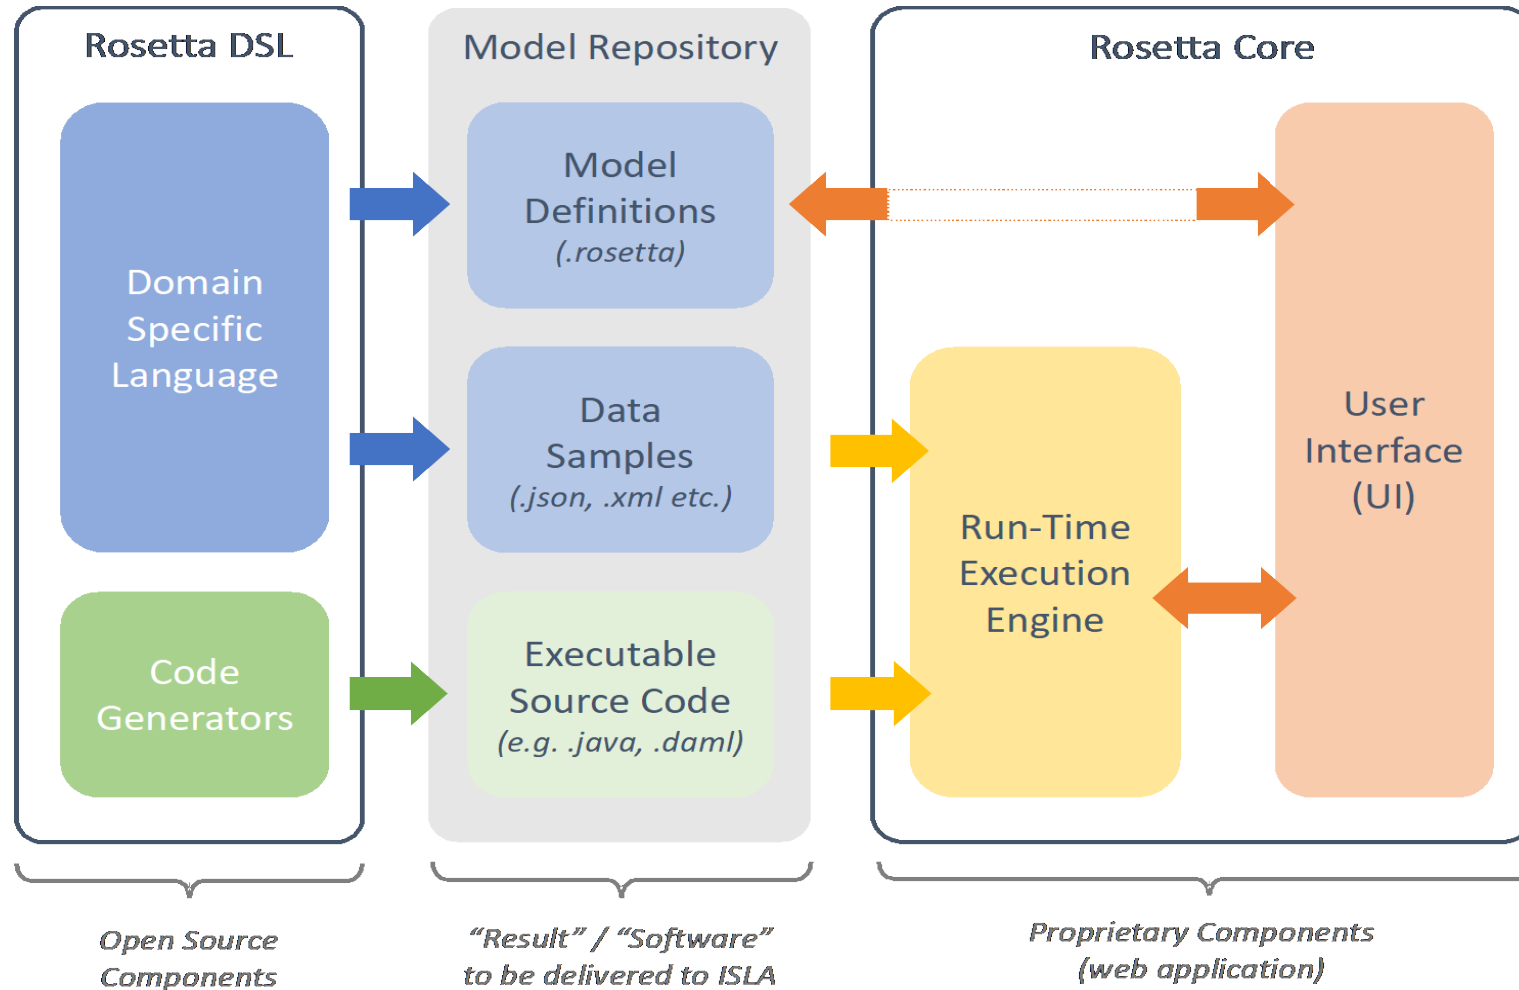 Rosetta DSL
Domain
Specific
Language
Code
Generators
Open Source
Components
Model Repository
Model
Definitions
(.rosetta)
Data
Samples
(.json, .xml etc.)
Executable
Source Code
(e.g. .java, .daml)
“Result” / “Software”
to be delivered to ISLA
Rosetta Core
Run-Time
Execution
Engine
User
Interface
(UI)
Proprietary Components
(web application)